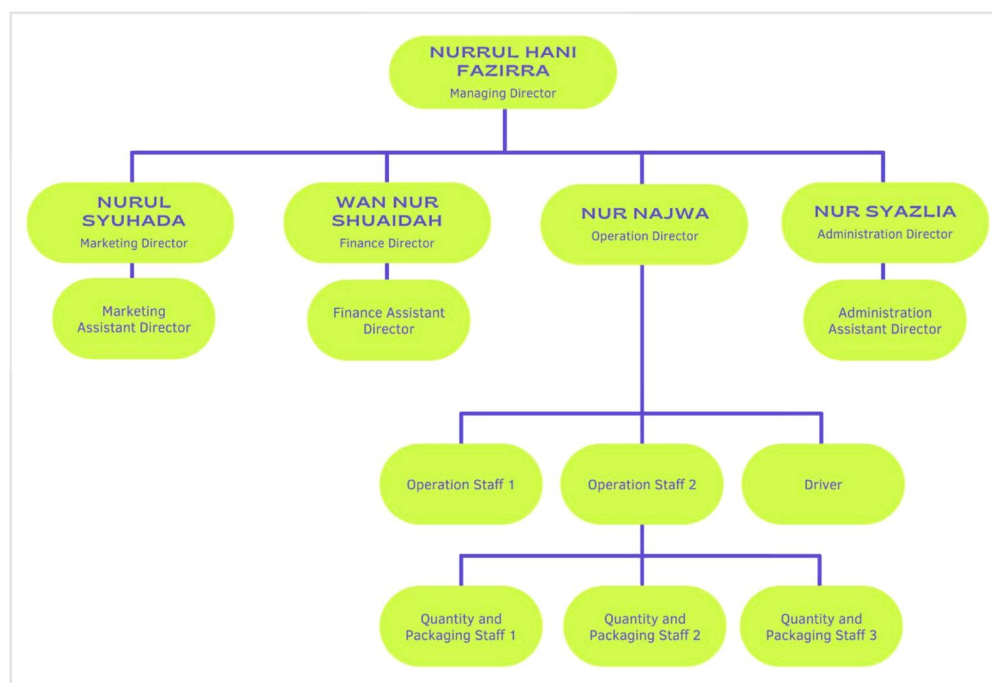 NURRUL HANI
FAZIRRA
Managing Director
NURUL
SYUHADA
Marketing Director
WAN NUR
SHUAIDAH
Finance Director
NUR NAJWA
Operation Director
NUR SYAZLIA
Administration Director
Marketing
Assistant Director
Finance Assistant
Director
Administration
Assistant Director
Operation Staff 1
Operation Staff 2
Driver
Quantity and
Packaging Staff 1
Quantity and
Packaging Staff 2
Quantity and
Packaging Staff 3